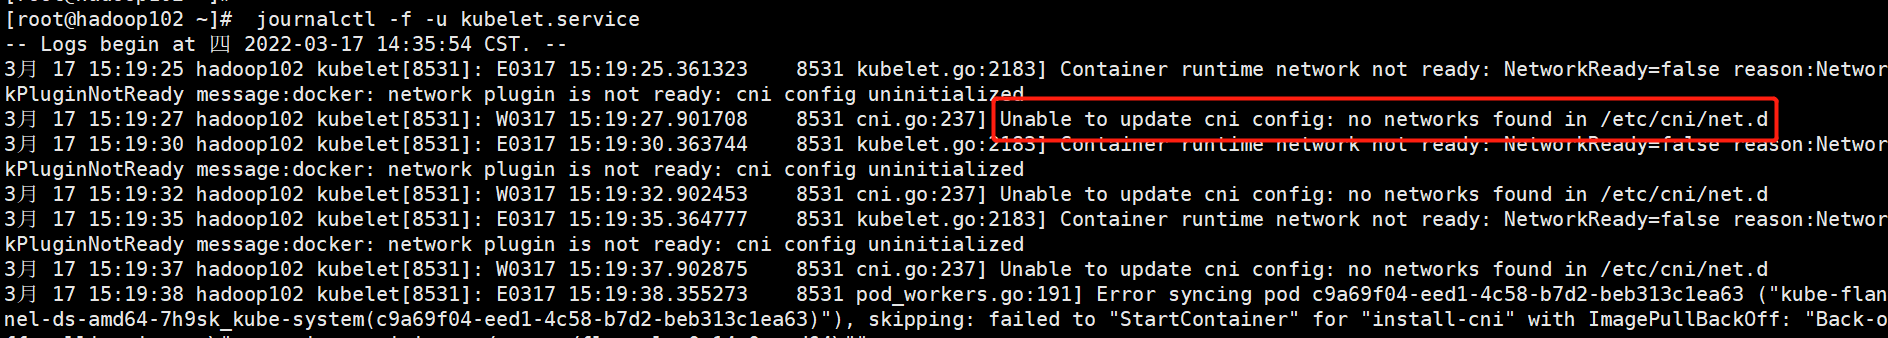 [root@hadoop102 ~]#
[root@hadoop102 ~]#  journalctl -f -u kubelet.service
-- Logs begin at 四 2022-03-17 14:35:54 CST. --
3月 17 15:19:25 hadoop102 kubelet[8531]: E0317 15:19:25.361323    8531 kubelet.go:2183] Container runtime network not ready: NetworkReady=false reason:Networ
kPluginNotReady message:docker: network plugin is not ready: cni config uninitialized
3月 17 15:19:27 hadoop102 kubelet[8531]: W0317 15:19:27.901708    8531 cni.go:237] Unable to update cni config: no networks found in /etc/cni/net.d
3月 17 15:19:30 hadoop102 kubelet[8531]: E0317 15:19:30.363744    8531 kubelet.go:2183] Container runtime network not ready: NetworkReady=false reason:Networ
kPluginNotReady message:docker: network plugin is not ready: cni config uninitialized
3月 17 15:19:32 hadoop102 kubelet[8531]: W0317 15:19:32.902453    8531 cni.go:237] Unable to update cni config: no networks found in /etc/cni/net.d
3月 17 15:19:35 hadoop102 kubelet[8531]: E0317 15:19:35.364777    8531 kubelet.go:2183] Container runtime network not ready: NetworkReady=false reason:Networ
kPluginNotReady message:docker: network plugin is not ready: cni config uninitialized
3月 17 15:19:37 hadoop102 kubelet[8531]: W0317 15:19:37.902875    8531 cni.go:237] Unable to update cni config: no networks found in /etc/cni/net.d
3月 17 15:19:38 hadoop102 kubelet[8531]: E0317 15:19:38.355273    8531 pod_workers.go:191] Error syncing pod c9a69f04-eed1-4c58-b7d2-beb313c1ea63 ("kube-flan
nel-ds-amd64-7h9sk_kube-system(c9a69f04-eed1-4c58-b7d2-beb313c1ea63)"), skipping: failed to "StartContainer" for "install-cni" with ImagePullBackOff: "Back-o